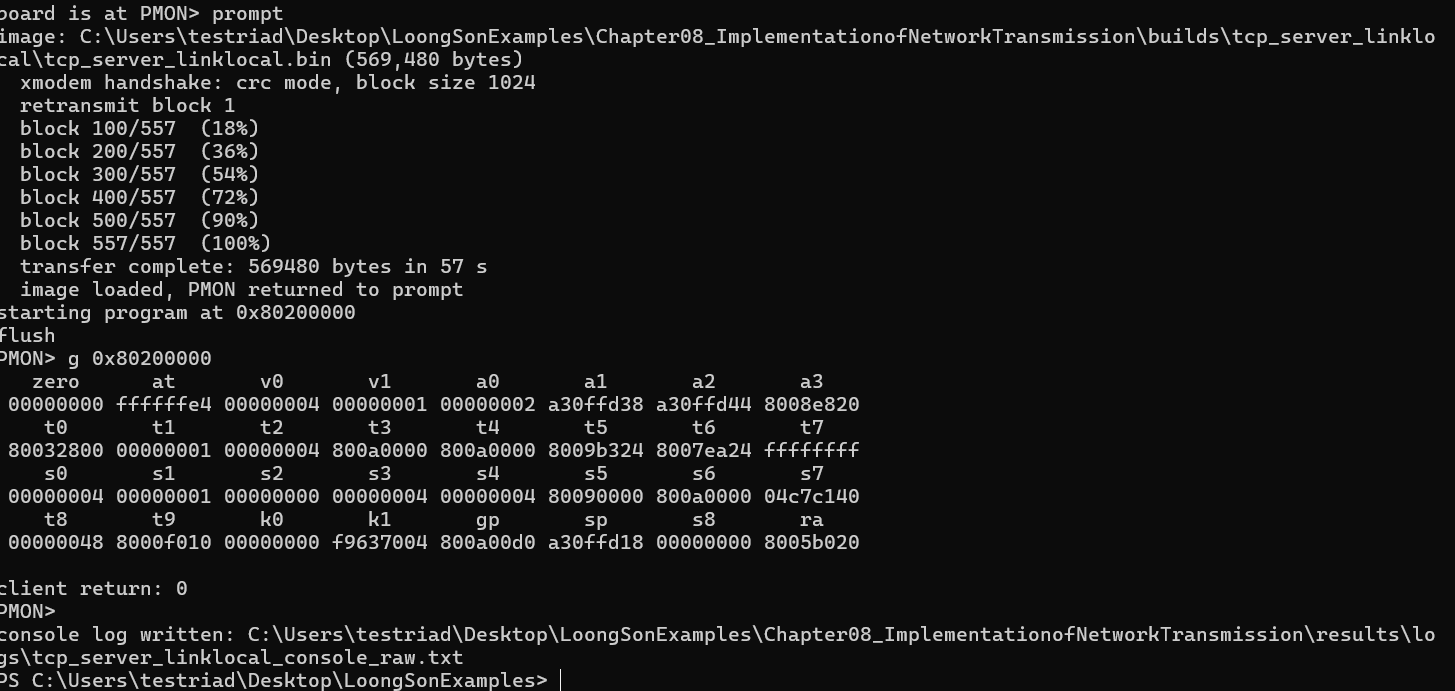 board is at PMON> prompt
image: C:\Users\testriad\Desktop\LoongSonExamples\Chapter08_ImplementationofNetworkTransmission\builds\tcp_server_linklo
cal\tcp_server_linklocal.bin (569,480 bytes)
  xmodem handshake: crc mode, block size 1024
  retransmit block 1
  block 100/557  (18%)
  block 200/557  (36%)
  block 300/557  (54%)
  block 400/557  (72%)
  block 500/557  (90%)
  block 557/557  (100%)
  transfer complete: 569480 bytes in 57 s
  image loaded, PMON returned to prompt
starting program at 0x80200000
flush
PMON> g 0x80200000
   zero      at       v0       v1       a0       a1       a2       a3
 00000000 ffffffe4 00000004 00000001 00000002 a30ffd38 a30ffd44 8008e820
    t0       t1       t2       t3       t4       t5       t6       t7
 80032800 00000001 00000004 800a0000 800a0000 8009b324 8007ea24 ffffffff
    s0       s1       s2       s3       s4       s5       s6       s7
 00000004 00000001 00000000 00000004 00000004 80090000 800a0000 04c7c140
    t8       t9       k0       k1       gp       sp       s8       ra
 00000048 8000f010 00000000 f9637004 800a00d0 a30ffd18 00000000 8005b020
client return: 0
PMON>
console log written: C:\Users\testriad\Desktop\LoongSonExamples\Chapter08_ImplementationofNetworkTransmission\results\lo
gs\tcp_server_linklocal_console_raw.txt
PS C:\Users\testriad\Desktop\LoongSonExamples>